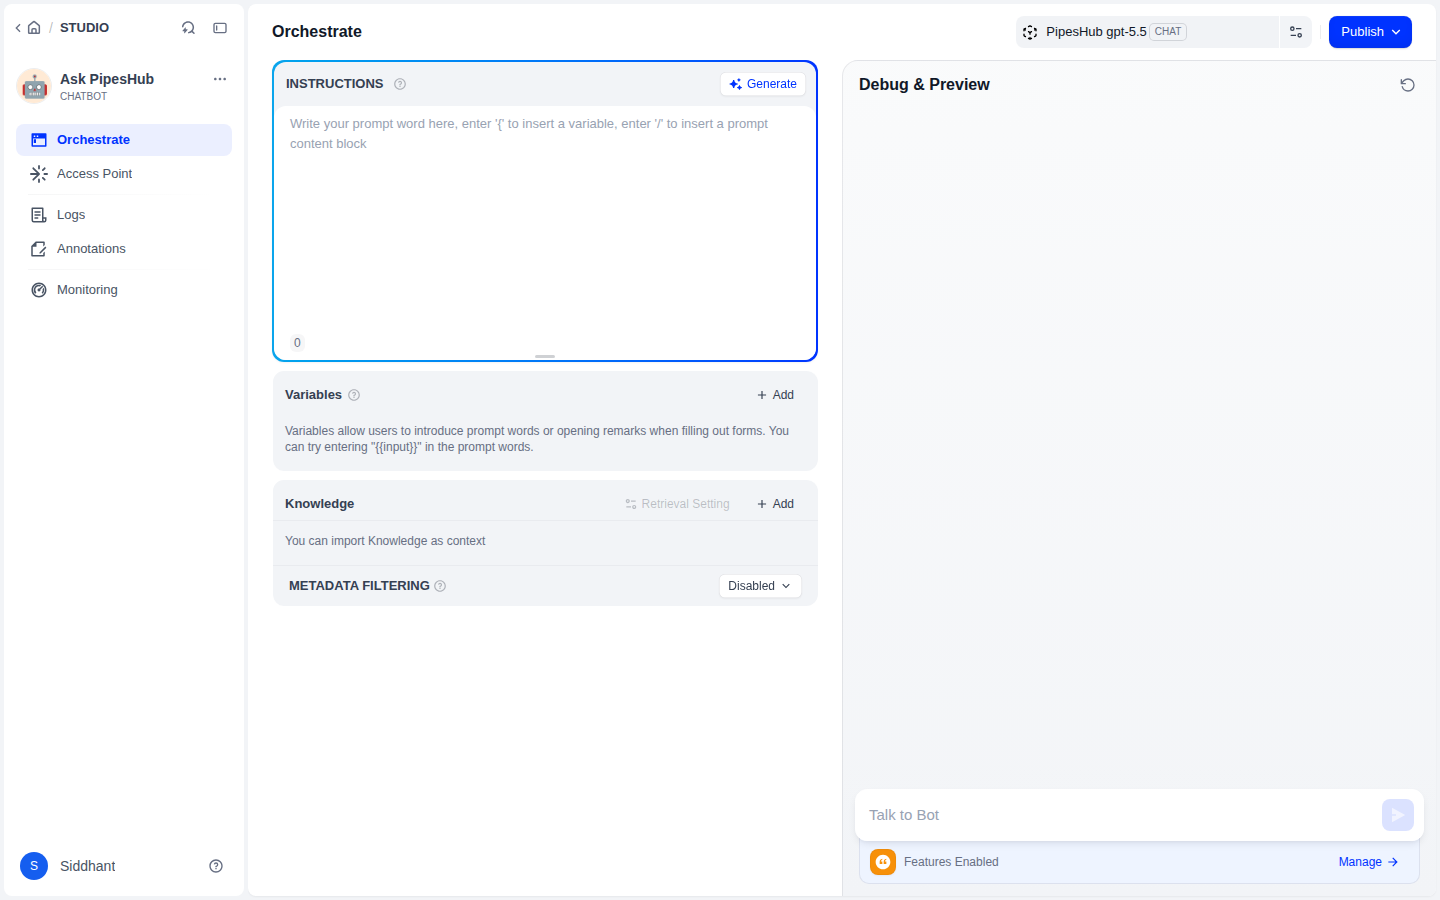 / STUDIO
Ask PipesHub
CHATBOT
Orchestrate
Access Point
Logs
Annotations
Monitoring
S Siddhant
Orchestrate
PipesHub gpt-5.5 CHAT
Publish
INSTRUCTIONS
Generate
Write your prompt word here, enter '{' to insert a variable, enter '/' to insert a prompt
content block
0
Variables
Add
Variables allow users to introduce prompt words or opening remarks when filling out forms. You
can try entering "{{input}}" in the prompt words.
Knowledge
Retrieval Setting
Add
You can import Knowledge as context
METADATA FILTERING
Disabled
Debug & Preview
Talk to Bot
Features Enabled
Manage